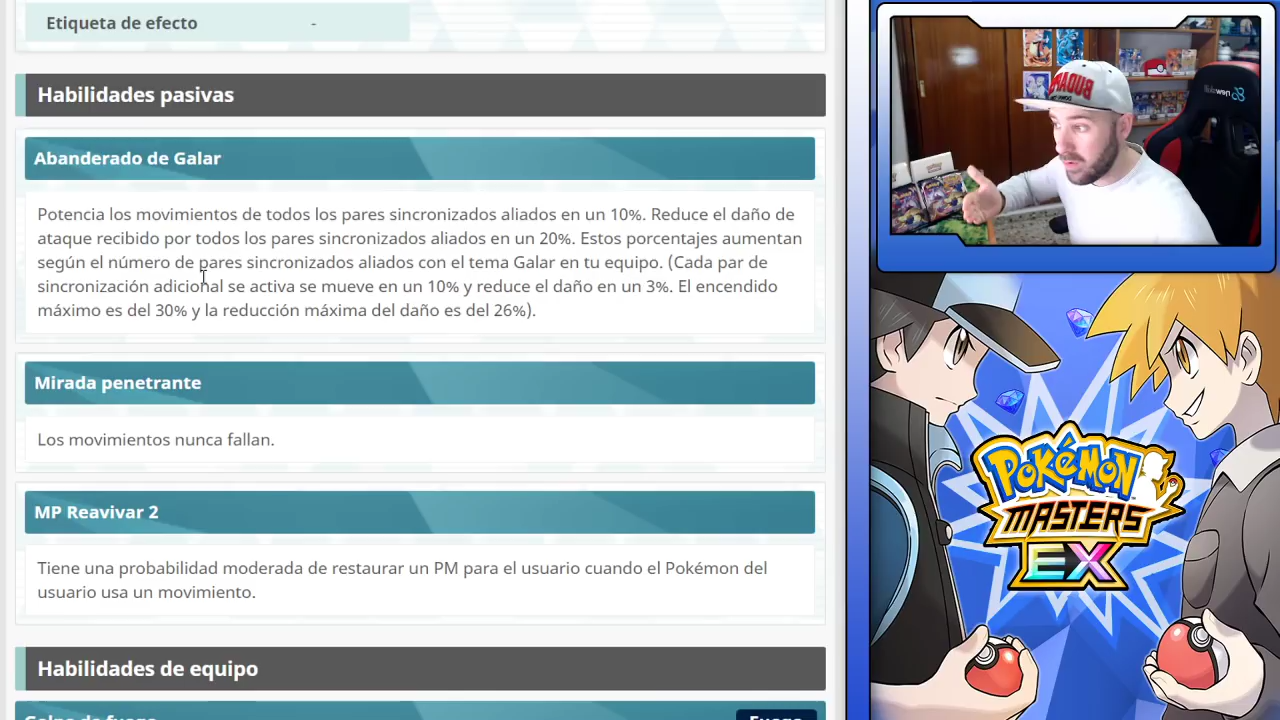 Etiqueta de efecto -
Habilidades pasivas
Abanderado de Galar
Potencia los movimientos de todos los pares sincronizados aliados en un 10%. Reduce el daño de
ataque recibido por todos los pares sincronizados aliados en un 20%. Estos porcentajes aumentan
según el número de pares sincronizados aliados con el tema Galar en tu equipo. (Cada par de
sincronización adicional se activa se mueve en un 10% y reduce el daño en un 3%. El encendido
máximo es del 30% y la reducción máxima del daño es del 26%).
Mirada penetrante
Los movimientos nunca fallan.
MP Reavivar 2
Tiene una probabilidad moderada de restaurar un PM para el usuario cuando el Pokémon del
usuario usa un movimiento.
Habilidades de equipo
POKÉMON
MASTERS
EX